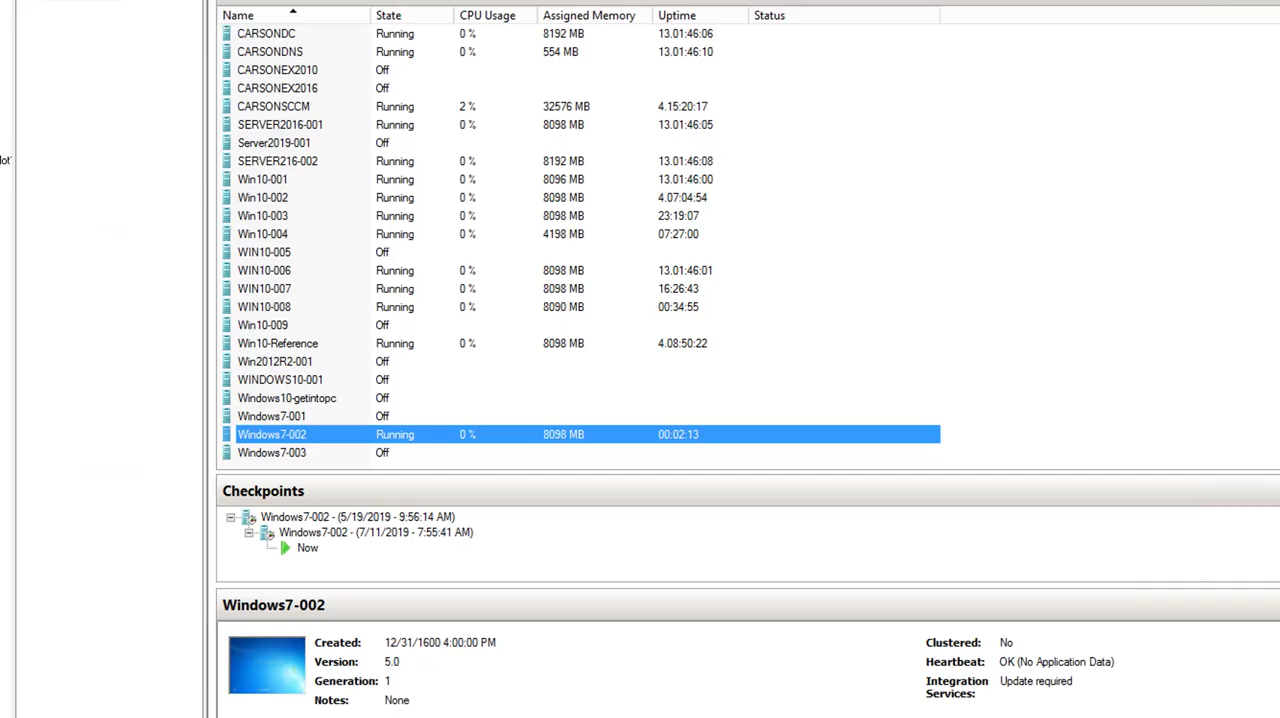 Name State CPU Usage Assigned Memory Uptime Status
CARSONDC Running 0 % 8192 MB 13.01:46:06
CARSONDNS Running 0 % 554 MB 13.01:46:10
CARSONEX2010 Off
CARSONEX2016 Off
CARSONSCCM Running 2 % 32576 MB 4.15:20:17
SERVER2016-001 Running 0 % 8098 MB 13.01:46:05
Server2019-001 Off
SERVER216-002 Running 0 % 8192 MB 13.01:46:08
Win10-001 Running 0 % 8096 MB 13.01:46:00
Win10-002 Running 0 % 8098 MB 4.07:04:54
Win10-003 Running 0 % 8098 MB 23:19:07
Win10-004 Running 0 % 4198 MB 07:27:00
WIN10-005 Off
WIN10-006 Running 0 % 8098 MB 13.01:46:01
WIN10-007 Running 0 % 8098 MB 16:26:43
WIN10-008 Running 0 % 8090 MB 00:34:55
Win10-009 Off
Win10-Reference Running 0 % 8098 MB 4.08:50:22
Win2012R2-001 Off
WINDOWS10-001 Off
Windows10-getintopc Off
Windows7-001 Off
Windows7-002 Running 0 % 8098 MB 00:02:13
Windows7-003 Off
Checkpoints
Windows7-002 - (5/19/2019 - 9:56:14 AM)
Windows7-002 - (7/11/2019 - 7:55:41 AM)
Now
Windows7-002
Created: 12/31/1600 4:00:00 PM Clustered: No
Version: 5.0 Heartbeat: OK (No Application Data)
Generation: 1 Integration Services: Update required
Notes: None